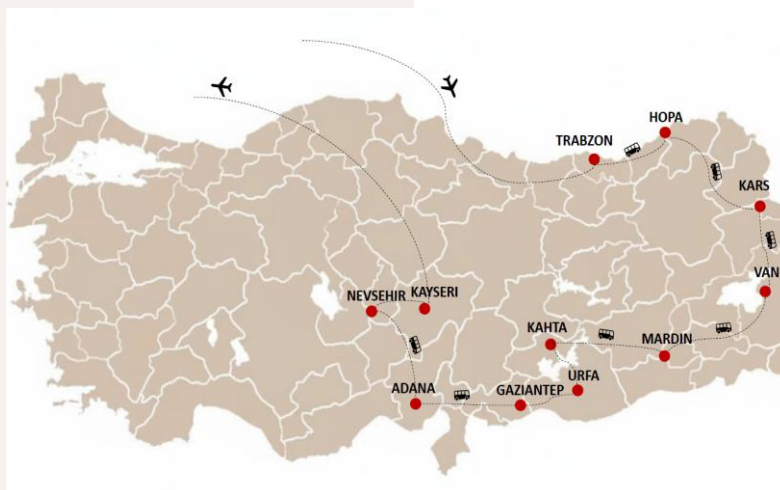 HOPA
TRABZON
KARS
VAN
NEVSEHIR
KAYSERI
KAHTA
MARDIN
URFA
ADANA
GAZIANTEP